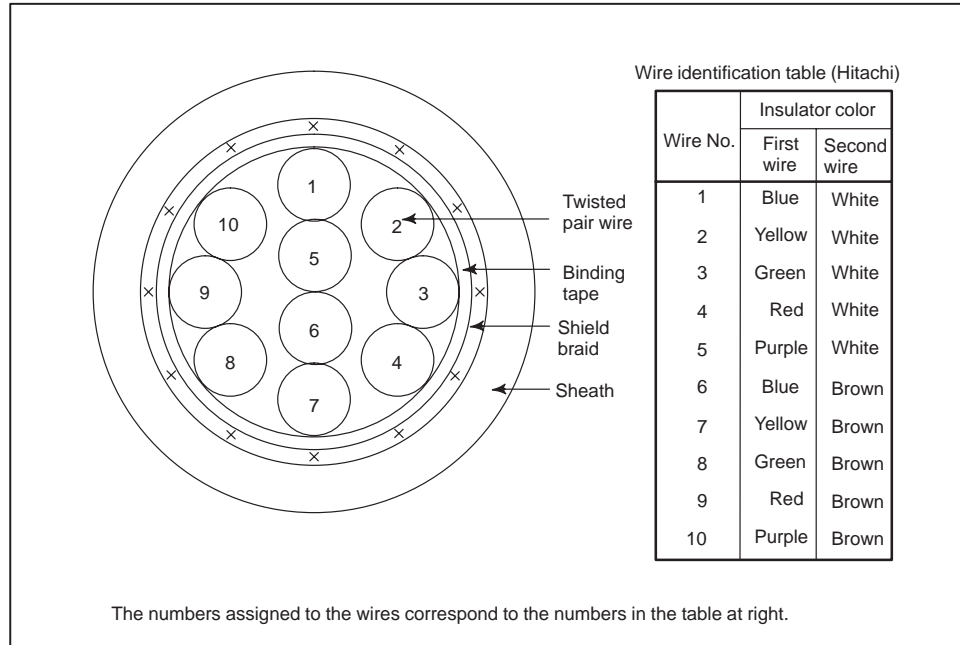 Wire identification table (Hitachi)
Wire No.
Insulator color
First
wire
Second
wire
1 Blue White
2 Yellow White
3 Green White
4 Red White
5 Purple White
6 Blue Brown
7 Yellow Brown
8 Green Brown
9 Red Brown
10 Purple Brown
1
10
2
5
9
3
6
8
4
7
Twisted
pair wire
Binding
tape
Shield
braid
Sheath
The numbers assigned to the wires correspond to the numbers in the table at right.